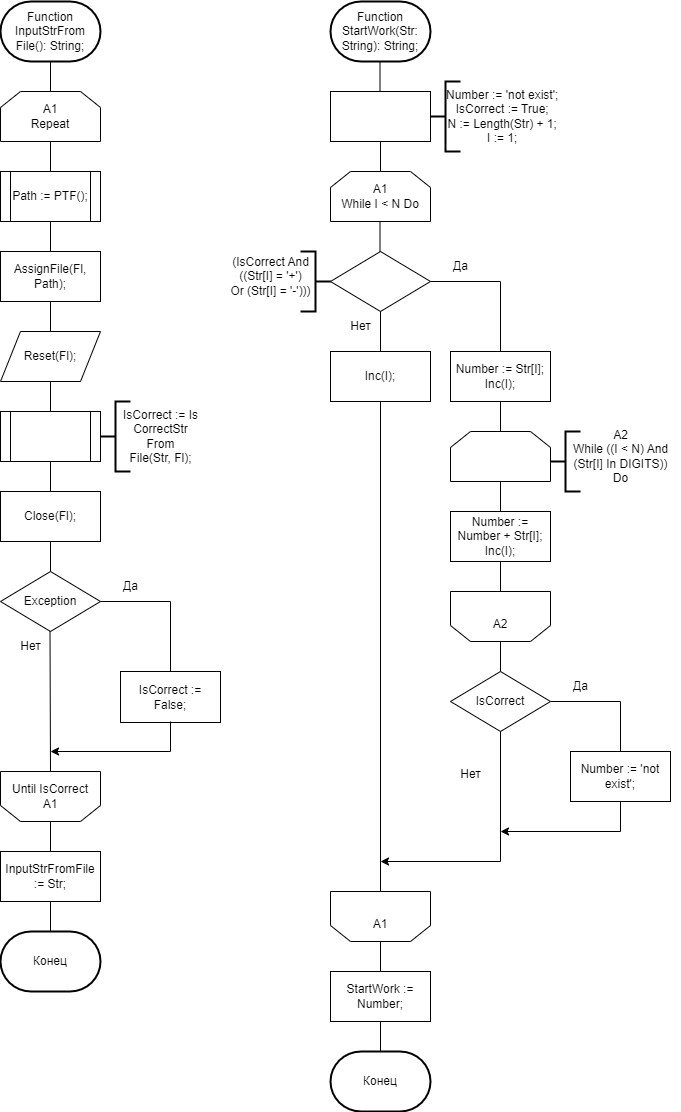 Function
InputStrFrom
File(): String;
A1
Repeat
Path := PTF();
AssignFile(FI,
Path);
Reset(FI);
IsCorrect := Is
CorrectStr
From
File(Str, FI);
Close(FI);
Exception
Да
Нет
IsCorrect :=
False;
Until IsCorrect
A1
InputStrFromFile
:= Str;
Конец
Function
StartWork(Str:
String): String;
Number := 'not exist';
IsCorrect := True;
N := Length(Str) + 1;
I := 1;
A1
While I < N Do
(IsCorrect And
((Str[I] = '+')
Or (Str[I] = '-')))
Да
Нет
Inc(I);
Number := Str[I];
Inc(I);
A2
While ((I < N) And
(Str[I] In DIGITS))
Do
Number :=
Number + Str[I];
Inc(I);
A2
IsCorrect
Да
Нет
Number := 'not
exist';
A1
StartWork :=
Number;
Конец